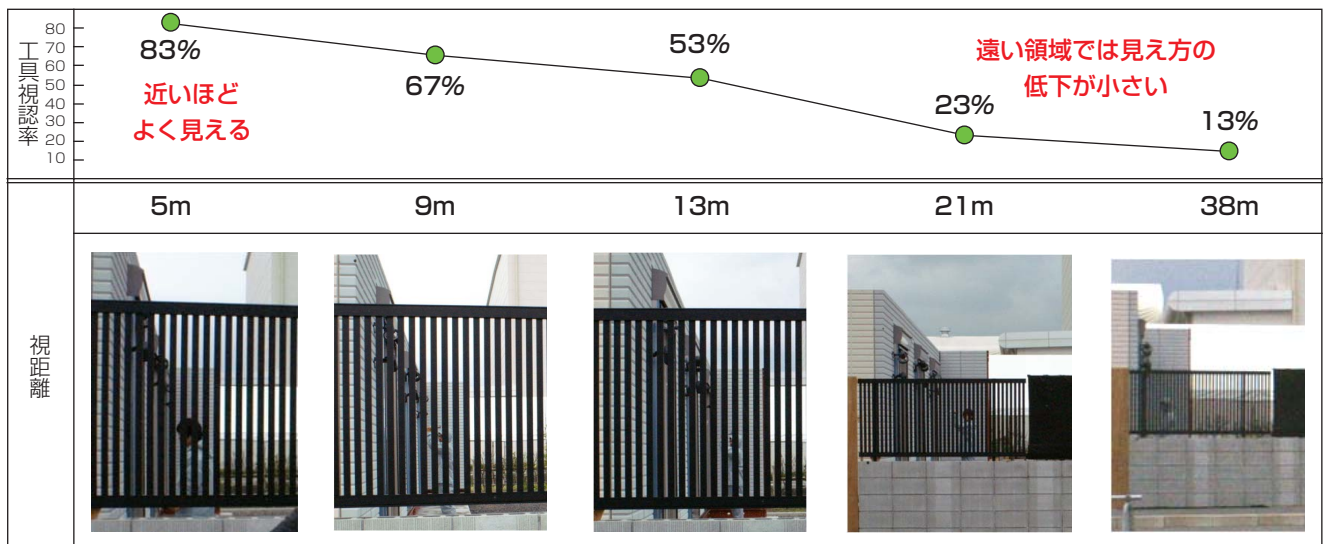 工具視認率
80
70
60
50
40
30
20
10
83%
67%
53%
23%
13%
近いほど
よく見える
遠い領域では見え方の
低下が小さい
視距離
5m
9m
13m
21m
38m